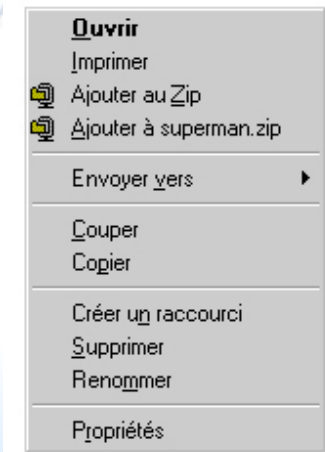 Ouvrir
Imprimer
Ajouter au Zip
Ajouter à superman.zip
Envoyer vers
Couper
Copier
Créer un raccourci
Supprimer
Renommer
Propriétés